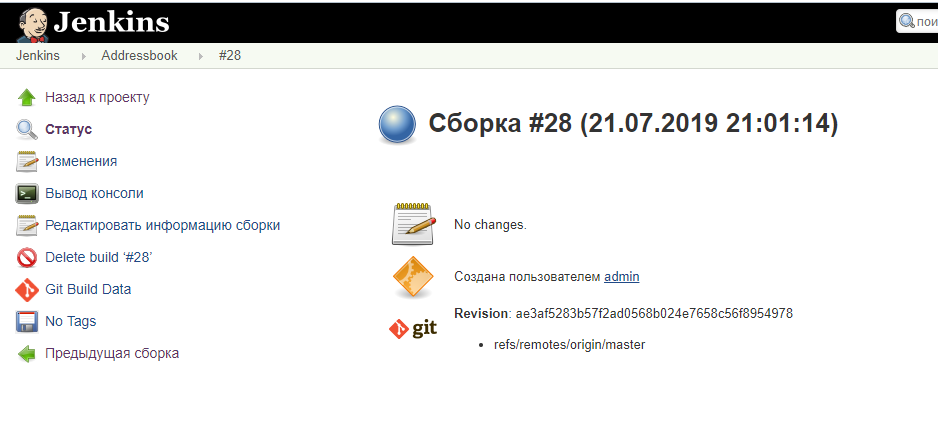 Jenkins
пои
Jenkins Addressbook #28
Назад к проекту
Статус
Изменения
Вывод консоли
Редактировать информацию сборки
Delete build ‘#28’
Git Build Data
No Tags
Предыдущая сборка
Сборка #28 (21.07.2019 21:01:14)
No changes.
Создана пользователем admin
git
Revision: ae3af5283b57f2ad0568b024e7658c56f8954978
refs/remotes/origin/master